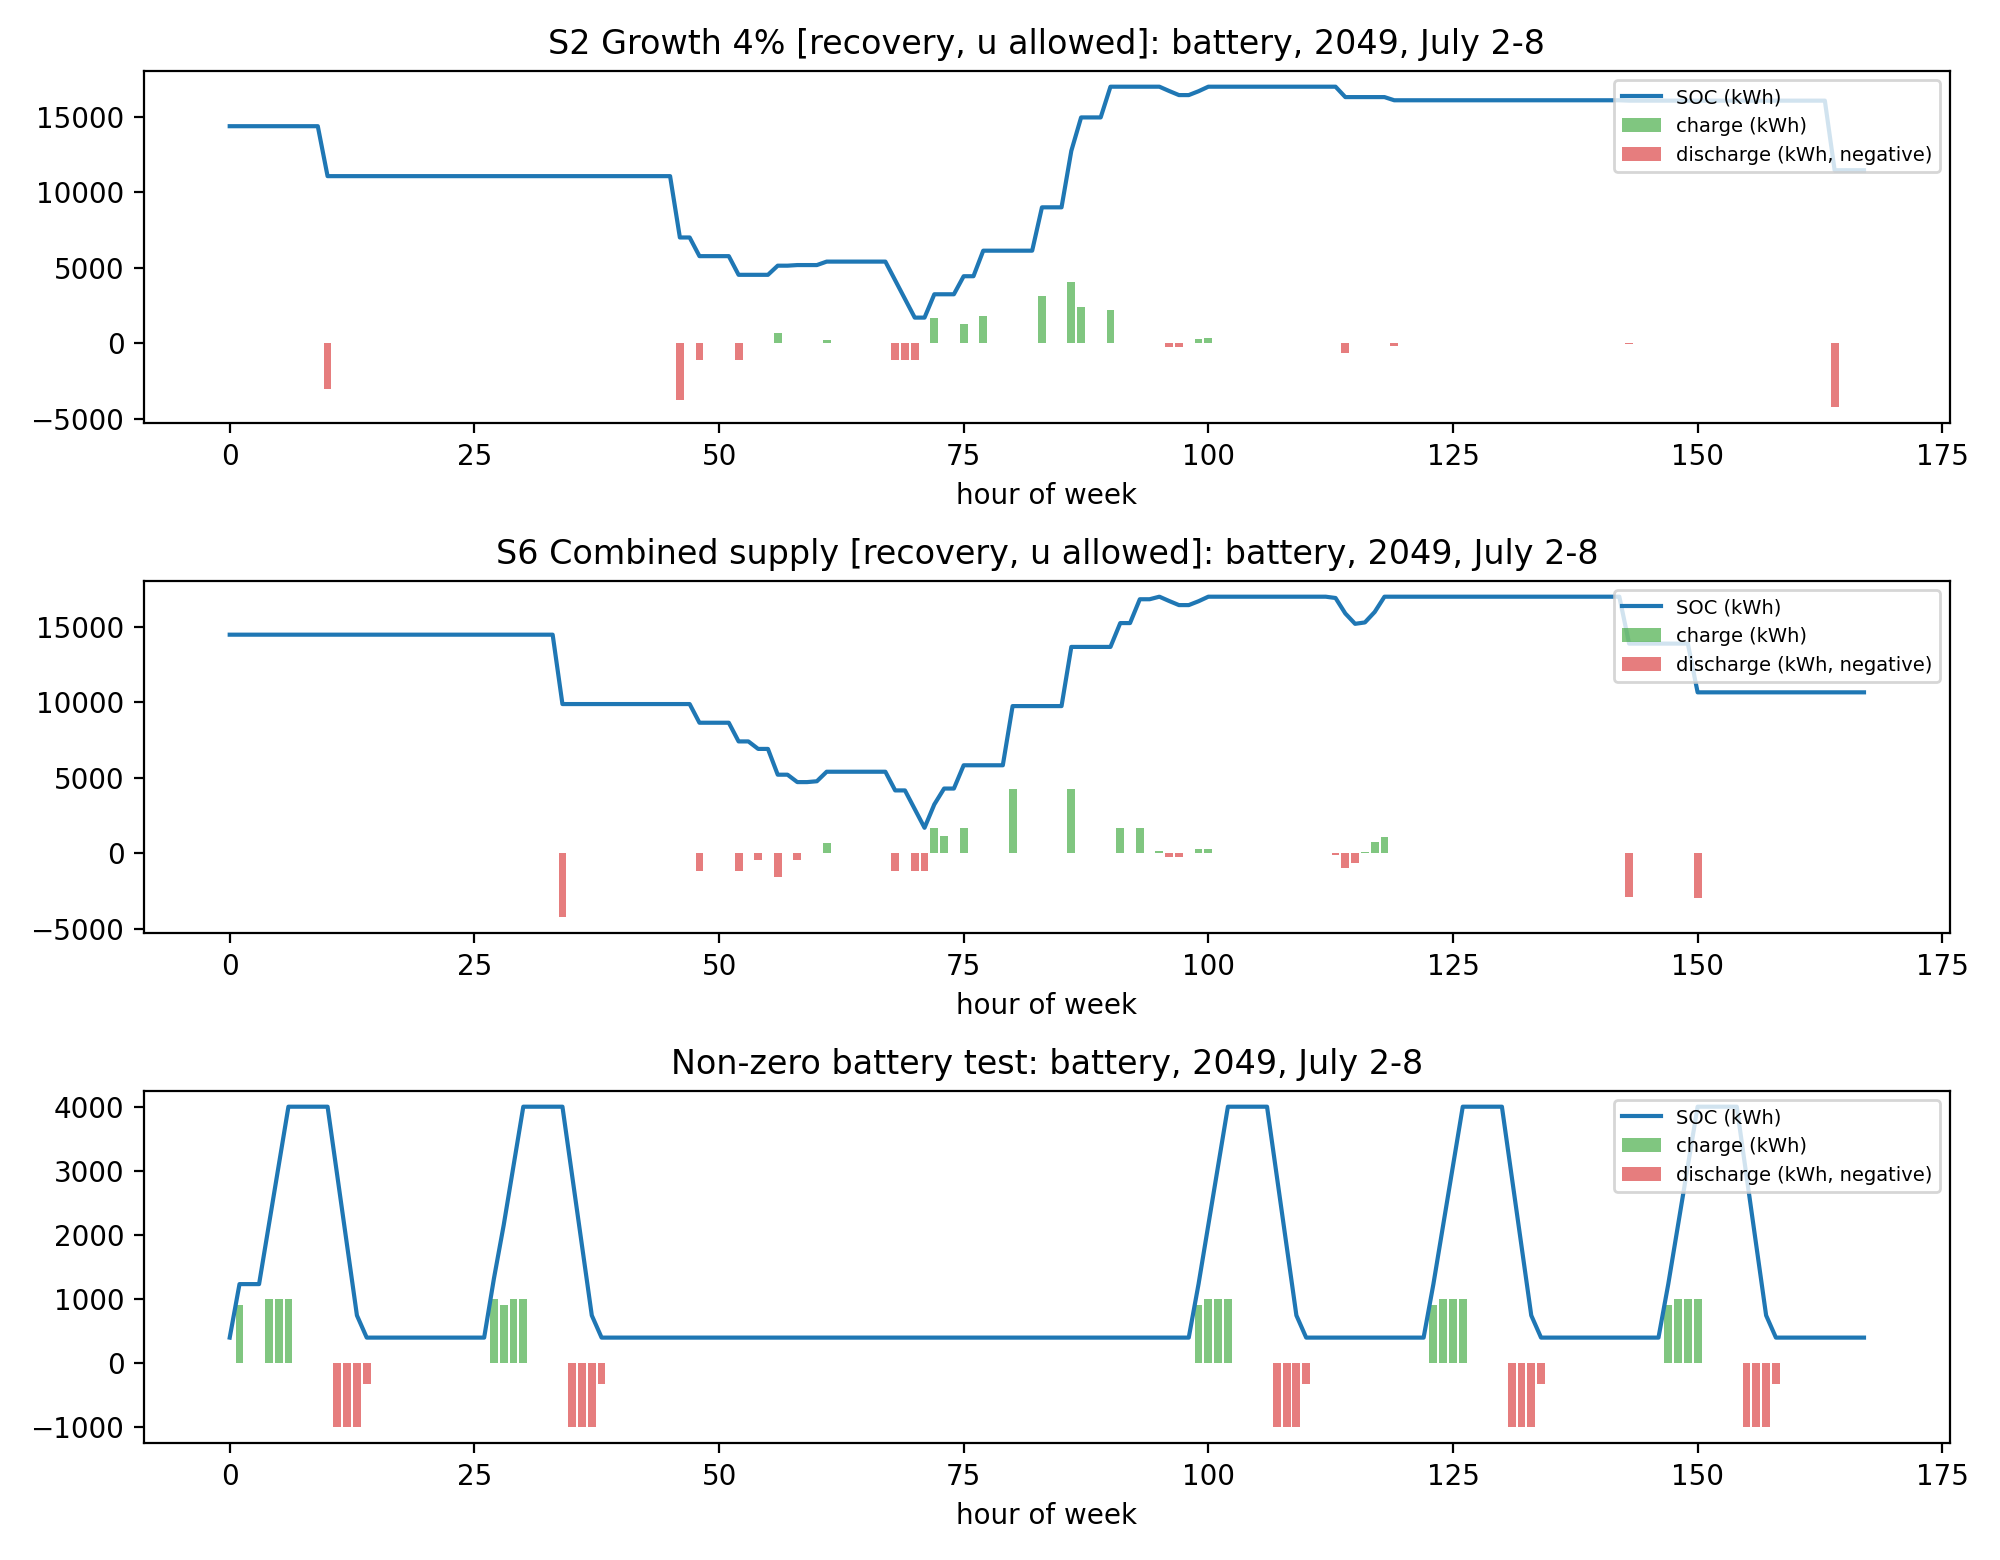 S2 Growth 4% [recovery, u allowed]: battery, 2049, July 2-8
15000
10000
5000
0
−5000
SOC (kWh)
charge (kWh)
discharge (kWh, negative)
0 25 50 75 100 125 150 175
hour of week
S6 Combined supply [recovery, u allowed]: battery, 2049, July 2-8
15000
10000
5000
0
−5000
SOC (kWh)
charge (kWh)
discharge (kWh, negative)
0 25 50 75 100 125 150 175
hour of week
Non-zero battery test: battery, 2049, July 2-8
4000
3000
2000
1000
0
−1000
SOC (kWh)
charge (kWh)
discharge (kWh, negative)
0 25 50 75 100 125 150 175
hour of week